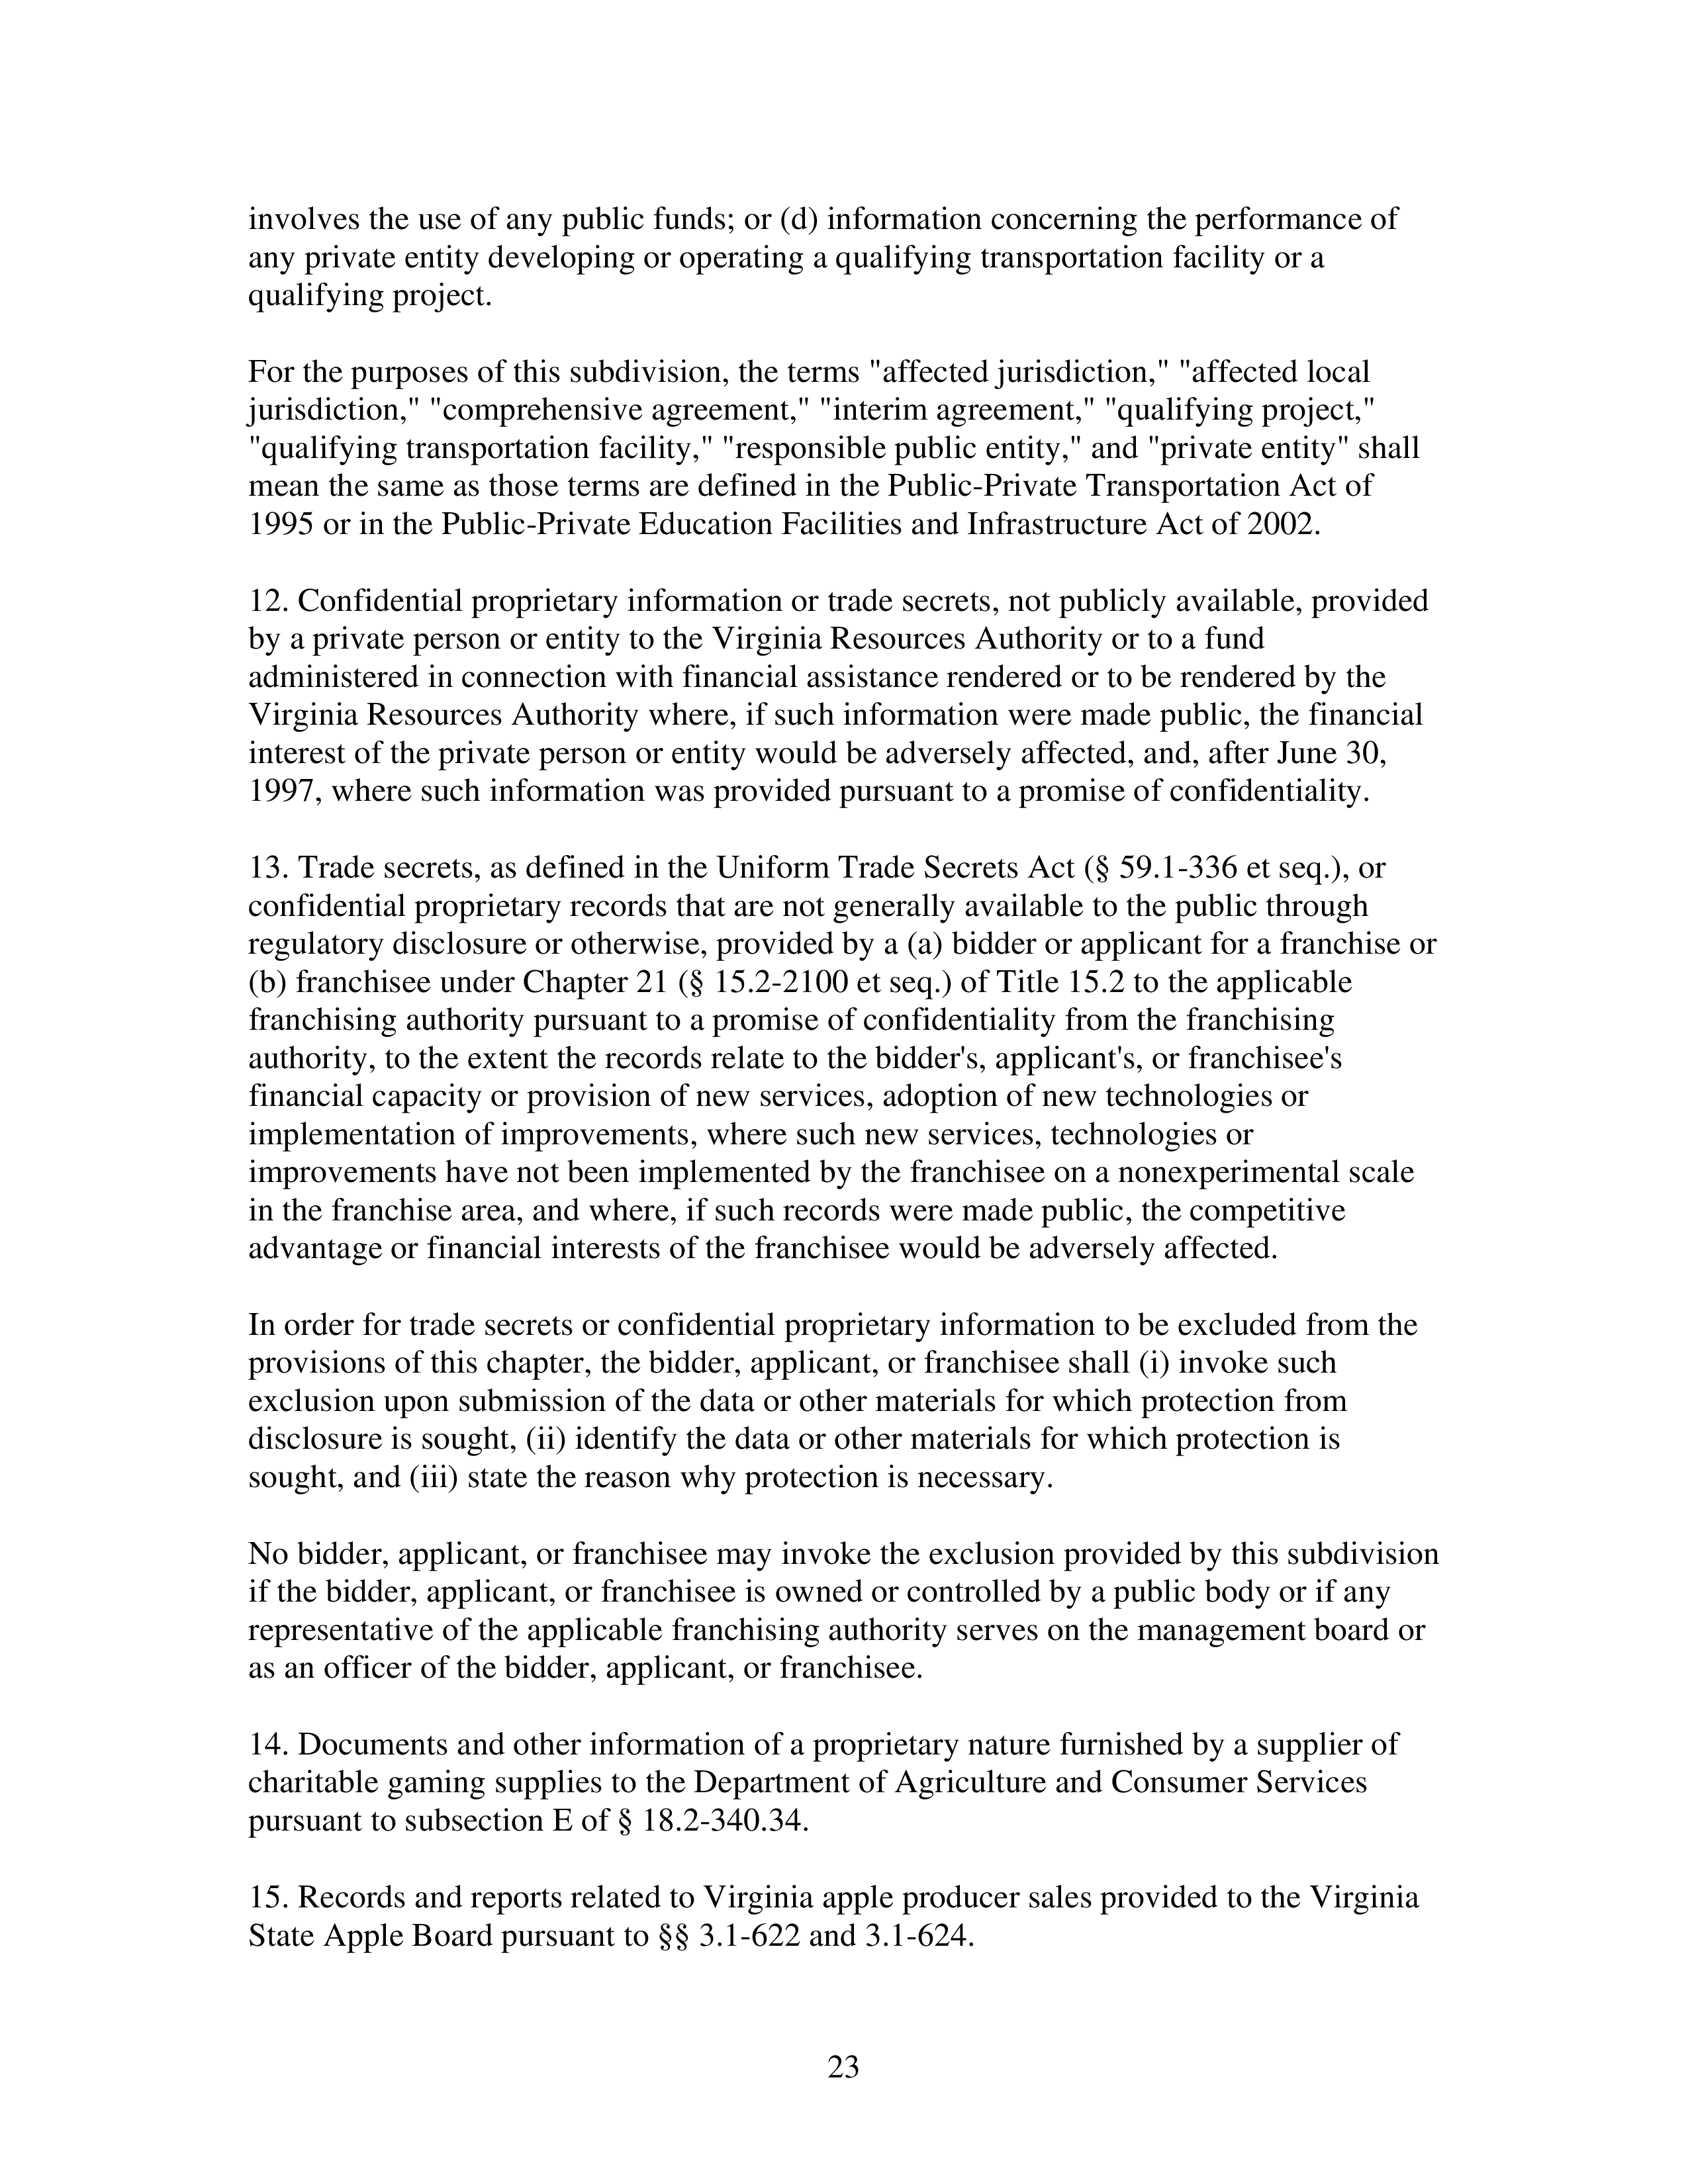 involves the use of any public funds; or (d) information concerning the performance of
any private entity developing or operating a qualifying transportation facility or a
qualifying project.
For the purposes of this subdivision, the terms "affected jurisdiction," "affected local
jurisdiction," "comprehensive agreement," "interim agreement," "qualifying project,"
"qualifying transportation facility," "responsible public entity," and "private entity" shall
mean the same as those terms are defined in the Public-Private Transportation Act of
1995 or in the Public-Private Education Facilities and Infrastructure Act of 2002.
12. Confidential proprietary information or trade secrets, not publicly available, provided
by a private person or entity to the Virginia Resources Authority or to a fund
administered in connection with financial assistance rendered or to be rendered by the
Virginia Resources Authority where, if such information were made public, the financial
interest of the private person or entity would be adversely affected, and, after June 30,
1997, where such information was provided pursuant to a promise of confidentiality.
13. Trade secrets, as defined in the Uniform Trade Secrets Act (§ 59.1-336 et seq.), or
confidential proprietary records that are not generally available to the public through
regulatory disclosure or otherwise, provided by a (a) bidder or applicant for a franchise or
(b) franchisee under Chapter 21 (§ 15.2-2100 et seq.) of Title 15.2 to the applicable
franchising authority pursuant to a promise of confidentiality from the franchising
authority, to the extent the records relate to the bidder's, applicant's, or franchisee's
financial capacity or provision of new services, adoption of new technologies or
implementation of improvements, where such new services, technologies or
improvements have not been implemented by the franchisee on a nonexperimental scale
in the franchise area, and where, if such records were made public, the competitive
advantage or financial interests of the franchisee would be adversely affected.
In order for trade secrets or confidential proprietary information to be excluded from the
provisions of this chapter, the bidder, applicant, or franchisee shall (i) invoke such
exclusion upon submission of the data or other materials for which protection from
disclosure is sought, (ii) identify the data or other materials for which protection is
sought, and (iii) state the reason why protection is necessary.
No bidder, applicant, or franchisee may invoke the exclusion provided by this subdivision
if the bidder, applicant, or franchisee is owned or controlled by a public body or if any
representative of the applicable franchising authority serves on the management board or
as an officer of the bidder, applicant, or franchisee.
14. Documents and other information of a proprietary nature furnished by a supplier of
charitable gaming supplies to the Department of Agriculture and Consumer Services
pursuant to subsection E of § 18.2-340.34.
15. Records and reports related to Virginia apple producer sales provided to the Virginia
State Apple Board pursuant to §§ 3.1-622 and 3.1-624.
23